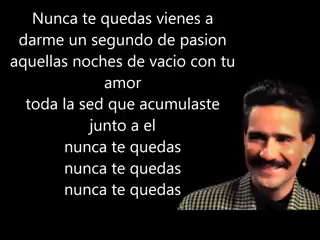 Nunca te quedas vienes a
darme un segundo de pasion
aquellas noches de vacio con tu
amor
toda la sed que acumulaste
junto a el
nunca te quedas
nunca te quedas
nunca te quedas